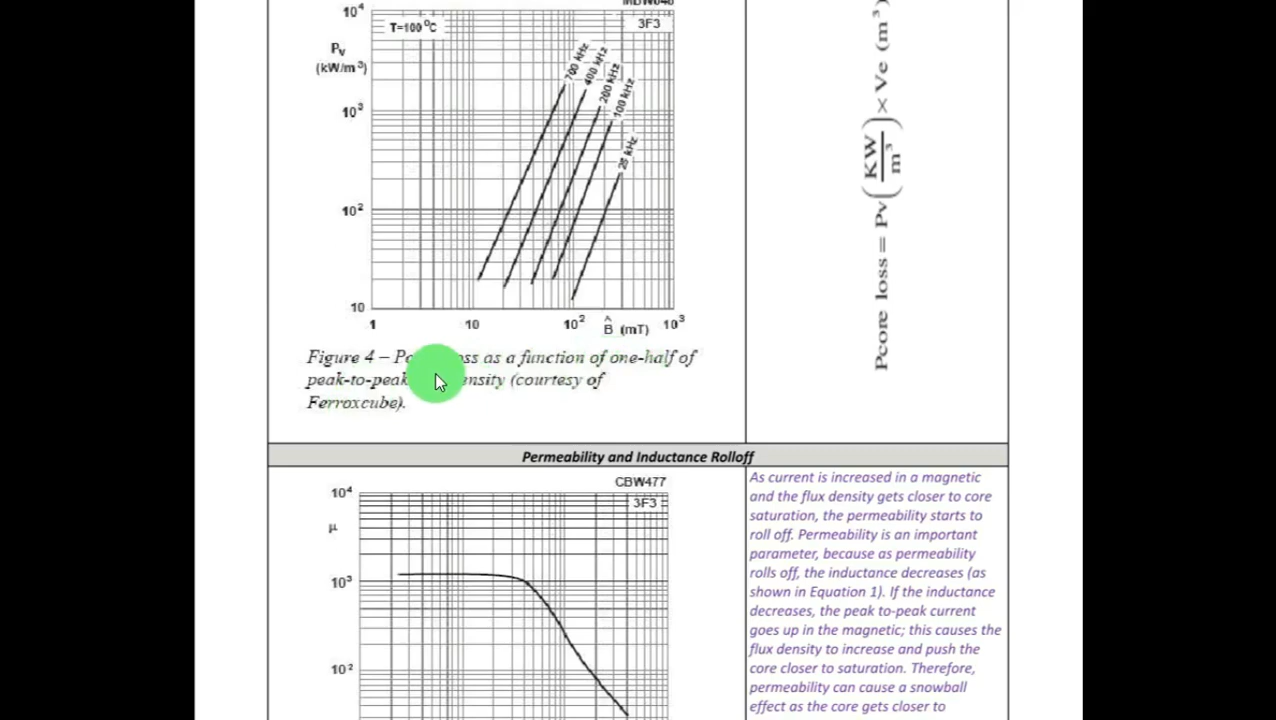 MBW048
10⁴
T=100 ⁰C
3F3
Pv
(kW/m³)
700 kHz
400 kHz
200 kHz
100 kHz
25 kHz
10³
10²
10
1
10
10²
B̂ (mT)
10³
Figure 4 – Po oss as a function of one-half of
peak-to-peak ensity (courtesy of
Ferroxcube).
Pcore loss = Pv(KW/m³) × Ve (m³)
Permeability and Inductance Rolloff
CBW477
10⁴
3F3
μ
10³
10²
As current is increased in a magnetic
and the flux density gets closer to core
saturation, the permeability starts to
roll off. Permeability is an important
parameter, because as permeability
rolls off, the inductance decreases (as
shown in Equation 1). If the inductance
decreases, the peak to-peak current
goes up in the magnetic; this causes the
flux density to increase and push the
core closer to saturation. Therefore,
permeability can cause a snowball
effect as the core gets closer to